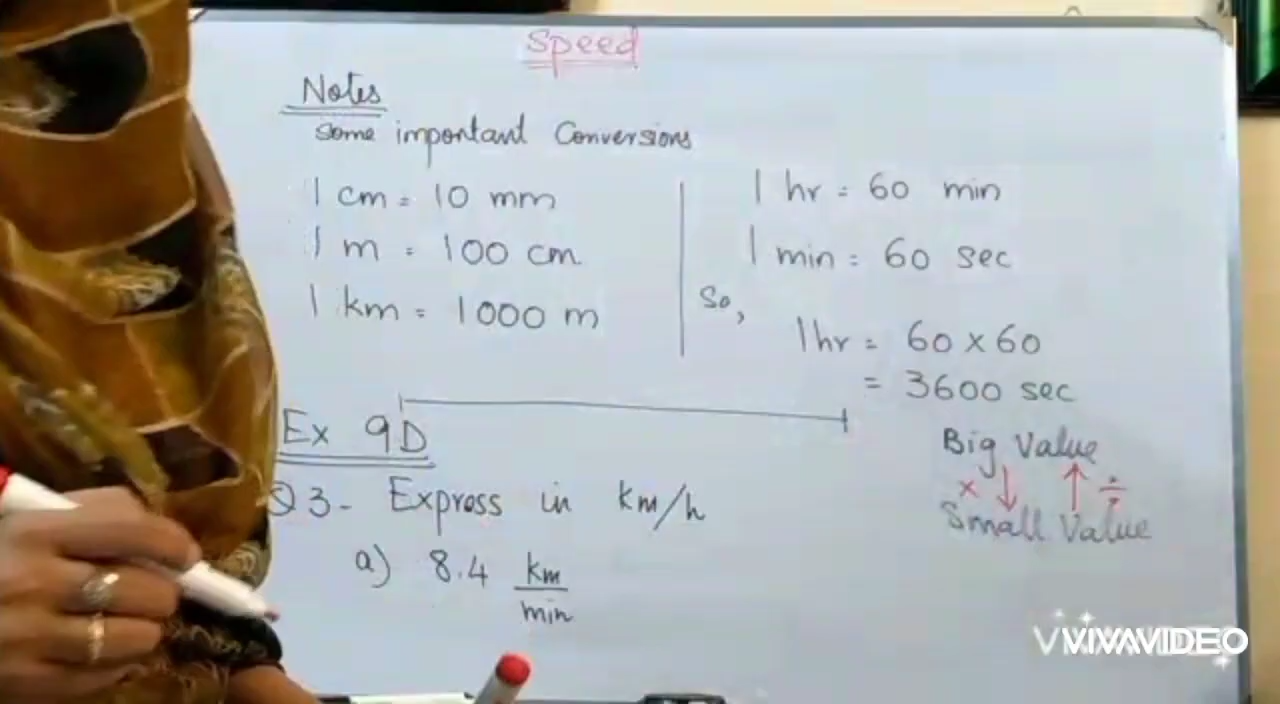 Speed
Notes
Some important Conversions
1 cm = 10 mm
1 m = 100 cm
1 km = 1000 m
1 hr = 60 min
1 min = 60 sec
So,
1hr = 60 x 60
= 3600 sec
Big Value
x ↓ ↑ ÷
Small Value
Ex 9D
Q3- Express in km/h
a) 8.4 km/min
VIVAVIDEO